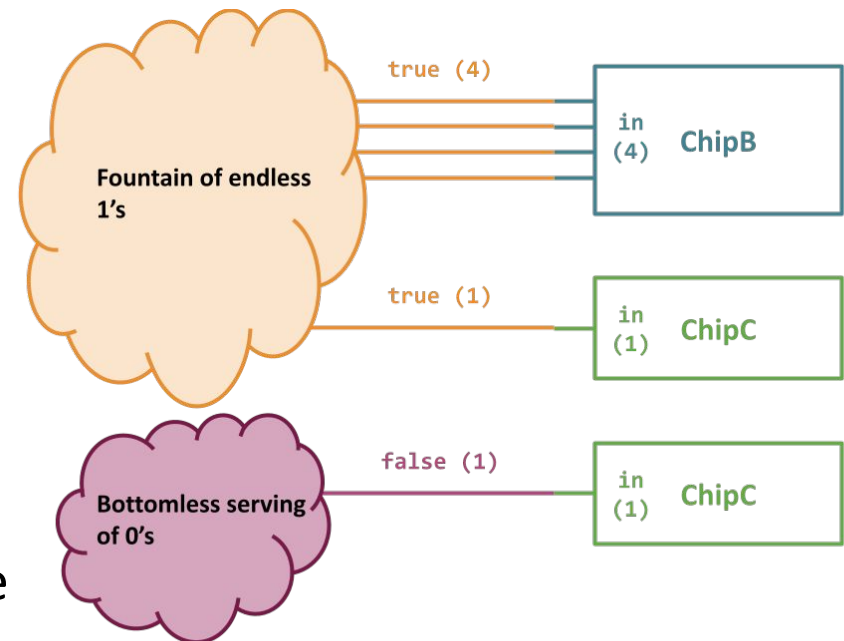 true (4)
in
(4)
ChipB
Fountain of endless
1’s
true (1)
in
(1)
ChipC
false (1)
in
(1)
ChipC
Bottomless serving
of 0’s
e